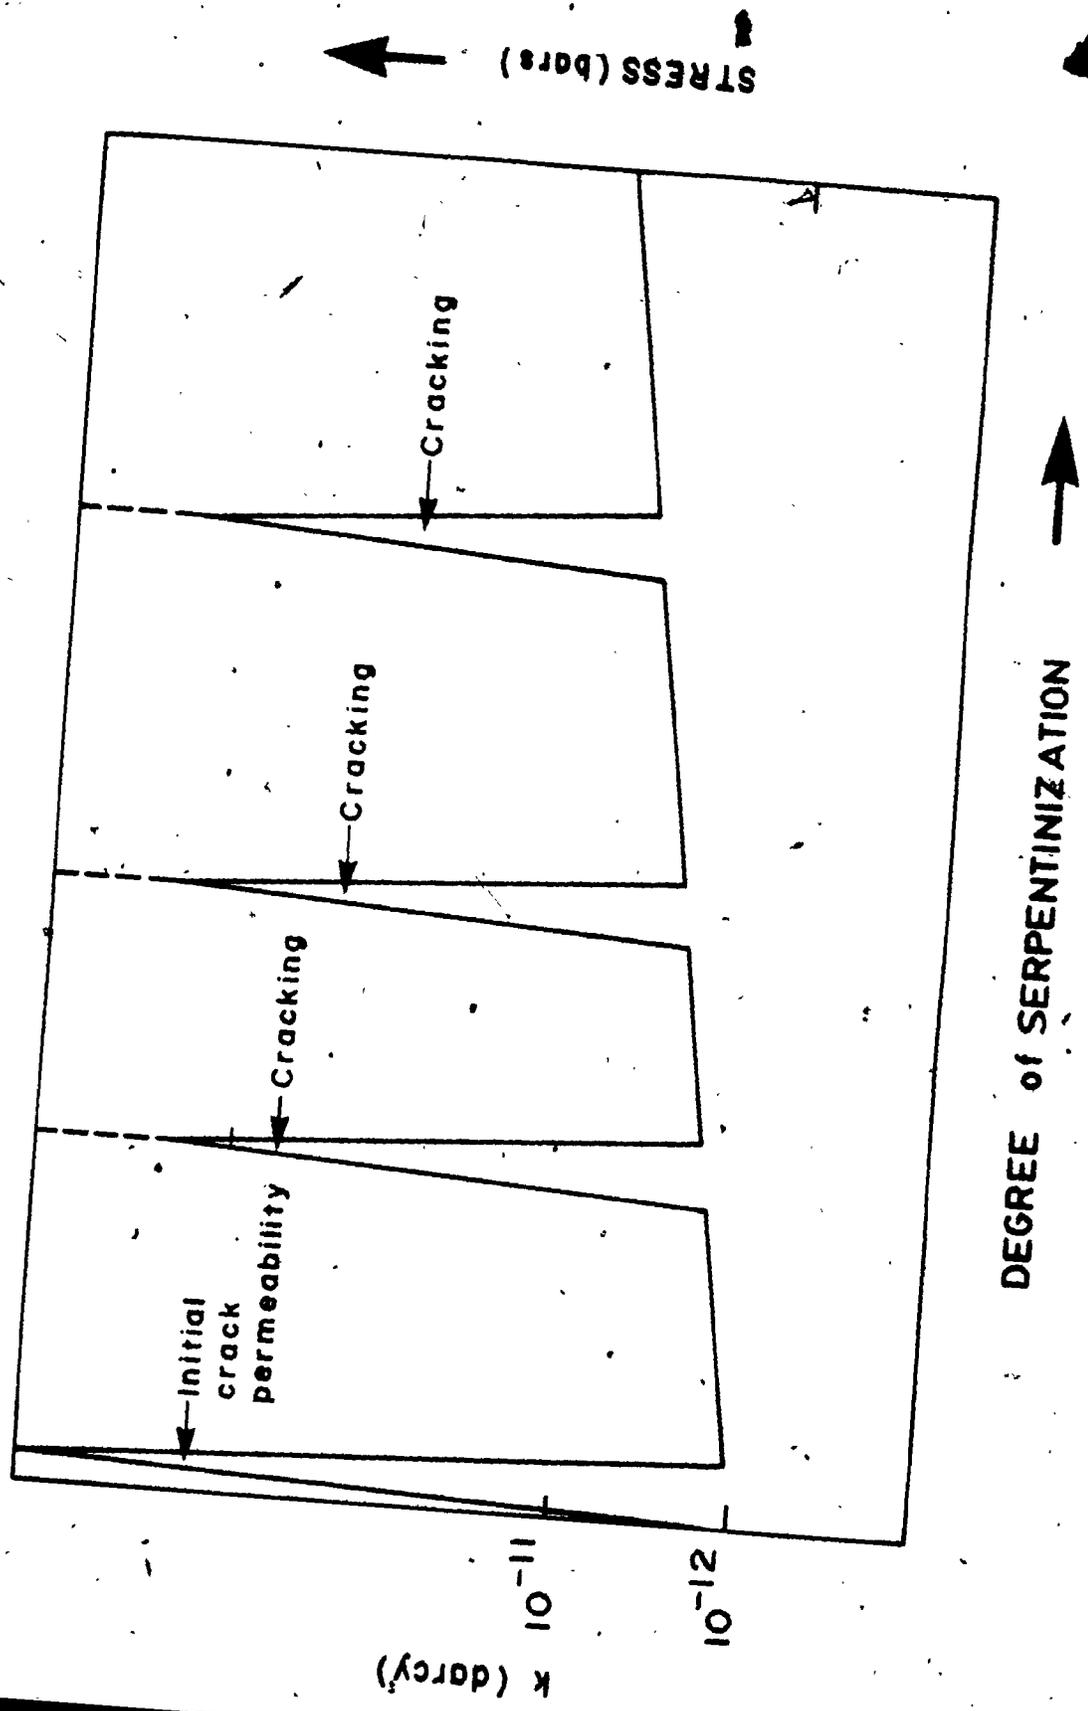 STRESS (bars)
Cracking
Cracking
Cracking
Initial
crack
permeability
10-11
10-12
k (darcy)
DEGREE of SERPENTINIZATION